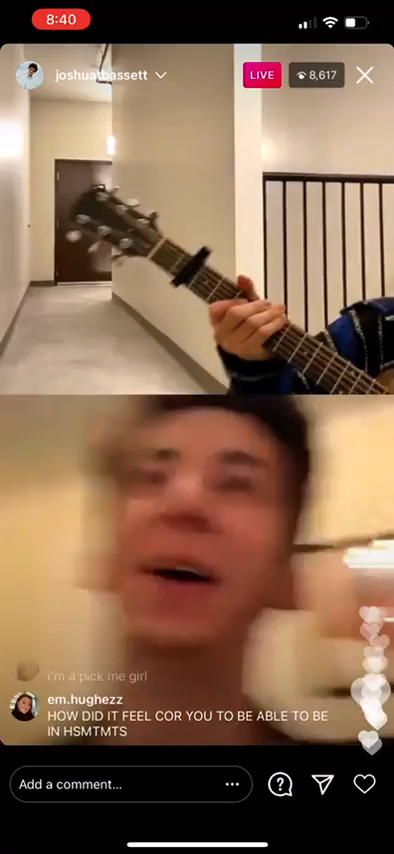 8:40
joshuatbassett
LIVE
8,617
i'm a pick me girl
em.hughezz
HOW DID IT FEEL COR YOU TO BE ABLE TO BE
IN HSMTMTS
Add a comment...